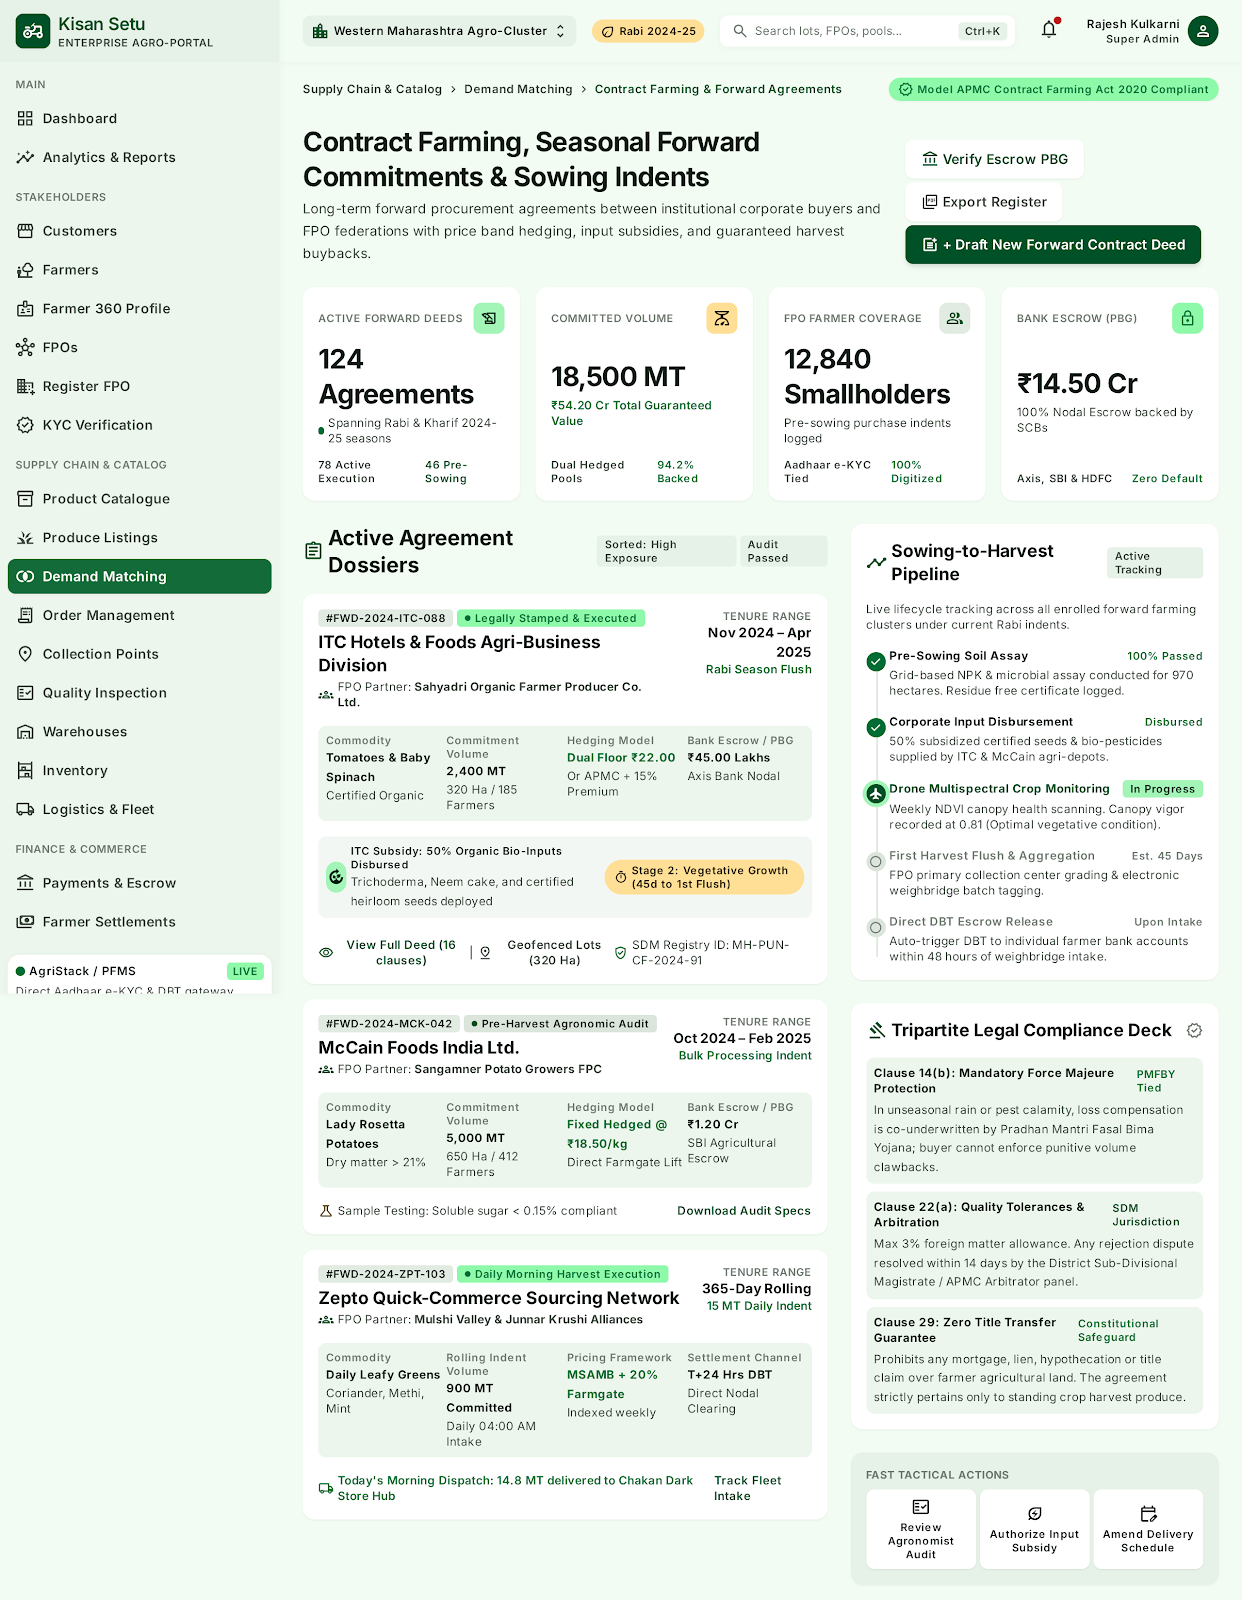 Kisan Setu
ENTERPRISE AGRO-PORTAL
MAIN
Dashboard
Analytics & Reports
STAKEHOLDERS
Customers
Farmers
Farmer 360 Profile
FPOs
Register FPO
KYC Verification
SUPPLY CHAIN & CATALOG
Product Catalogue
Produce Listings
Demand Matching
Order Management
Collection Points
Quality Inspection
Warehouses
Inventory
Logistics & Fleet
FINANCE & COMMERCE
Payments & Escrow
Farmer Settlements
AgriStack / PFMS LIVE
Direct Aadhaar e-KYC & DBT gateway
Western Maharashtra Agro-Cluster
Rabi 2024-25
Search lots, FPOs, pools... Ctrl+K
Rajesh Kulkarni
Super Admin
Supply Chain & Catalog › Demand Matching › Contract Farming & Forward Agreements
Model APMC Contract Farming Act 2020 Compliant
Contract Farming, Seasonal Forward
Commitments & Sowing Indents
Long-term forward procurement agreements between institutional corporate buyers and
FPO federations with price band hedging, input subsidies, and guaranteed harvest
buybacks.
Verify Escrow PBG
Export Register
+ Draft New Forward Contract Deed
ACTIVE FORWARD DEEDS
124
Agreements
Spanning Rabi & Kharif 2024-
25 seasons
78 Active
Execution
46 Pre-
Sowing
COMMITTED VOLUME
18,500 MT
₹54.20 Cr Total Guaranteed
Value
Dual Hedged
Pools
94.2%
Backed
FPO FARMER COVERAGE
12,840
Smallholders
Pre-sowing purchase indents
logged
Aadhaar e-KYC
Tied
100%
Digitized
BANK ESCROW (PBG)
₹14.50 Cr
100% Nodal Escrow backed by
SCBs
Axis, SBI & HDFC Zero Default
Active Agreement
Dossiers
Sorted: High
Exposure
Audit
Passed
#FWD-2024-ITC-088 Legally Stamped & Executed
ITC Hotels & Foods Agri-Business
Division
FPO Partner: Sahyadri Organic Farmer Producer Co.
Ltd.
TENURE RANGE
Nov 2024 – Apr
2025
Rabi Season Flush
Commodity
Tomatoes & Baby
Spinach
Certified Organic
Commitment
Volume
2,400 MT
320 Ha / 185
Farmers
Hedging Model
Dual Floor ₹22.00
Or APMC + 15%
Premium
Bank Escrow / PBG
₹45.00 Lakhs
Axis Bank Nodal
ITC Subsidy: 50% Organic Bio-Inputs
Disbursed
Trichoderma, Neem cake, and certified
heirloom seeds deployed
Stage 2: Vegetative Growth
(45d to 1st Flush)
View Full Deed (16
clauses)
|
Geofenced Lots
(320 Ha)
SDM Registry ID: MH-PUN-
CF-2024-91
#FWD-2024-MCK-042 Pre-Harvest Agronomic Audit
McCain Foods India Ltd.
FPO Partner: Sangamner Potato Growers FPC
TENURE RANGE
Oct 2024 – Feb 2025
Bulk Processing Indent
Commodity
Lady Rosetta
Potatoes
Dry matter > 21%
Commitment
Volume
5,000 MT
650 Ha / 412
Farmers
Hedging Model
Fixed Hedged @
₹18.50/kg
Direct Farmgate Lift
Bank Escrow / PBG
₹1.20 Cr
SBI Agricultural
Escrow
Sample Testing: Soluble sugar < 0.15% compliant
Download Audit Specs
#FWD-2024-ZPT-103 Daily Morning Harvest Execution
Zepto Quick-Commerce Sourcing Network
FPO Partner: Mulshi Valley & Junnar Krushi Alliances
TENURE RANGE
365-Day Rolling
15 MT Daily Indent
Commodity
Daily Leafy Greens
Coriander, Methi,
Mint
Rolling Indent
Volume
900 MT
Committed
Daily 04:00 AM
Intake
Pricing Framework
MSAMB + 20%
Farmgate
Indexed weekly
Settlement Channel
T+24 Hrs DBT
Direct Nodal
Clearing
Today's Morning Dispatch: 14.8 MT delivered to Chakan Dark
Store Hub
Track Fleet
Intake
Sowing-to-Harvest
Pipeline
Active
Tracking
Live lifecycle tracking across all enrolled forward farming
clusters under current Rabi indents.
Pre-Sowing Soil Assay 100% Passed
Grid-based NPK & microbial assay conducted for 970
hectares. Residue free certificate logged.
Corporate Input Disbursement Disbursed
50% subsidized certified seeds & bio-pesticides
supplied by ITC & McCain agri-depots.
Drone Multispectral Crop Monitoring In Progress
Weekly NDVI canopy health scanning. Canopy vigor
recorded at 0.81 (Optimal vegetative condition).
First Harvest Flush & Aggregation Est. 45 Days
FPO primary collection center grading & electronic
weighbridge batch tagging.
Direct DBT Escrow Release Upon Intake
Auto-trigger DBT to individual farmer bank accounts
within 48 hours of weighbridge intake.
Tripartite Legal Compliance Deck
Clause 14(b): Mandatory Force Majeure
Protection
PMFBY
Tied
In unseasonal rain or pest calamity, loss compensation
is co-underwritten by Pradhan Mantri Fasal Bima
Yojana; buyer cannot enforce punitive volume
clawbacks.
Clause 22(a): Quality Tolerances &
Arbitration
SDM
Jurisdiction
Max 3% foreign matter allowance. Any rejection dispute
resolved within 14 days by the District Sub-Divisional
Magistrate / APMC Arbitrator panel.
Clause 29: Zero Title Transfer
Guarantee
Constitutional
Safeguard
Prohibits any mortgage, lien, hypothecation or title
claim over farmer agricultural land. The agreement
strictly pertains only to standing crop harvest produce.
FAST TACTICAL ACTIONS
Review
Agronomist
Audit
Authorize Input
Subsidy
Amend Delivery
Schedule